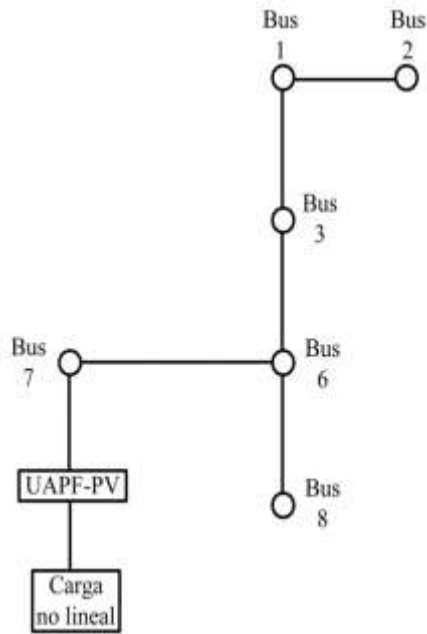 Bus
1
Bus
2
Bus
3
Bus
7
Bus
6
UAPF-PV
Bus
8
Carga
no lineal